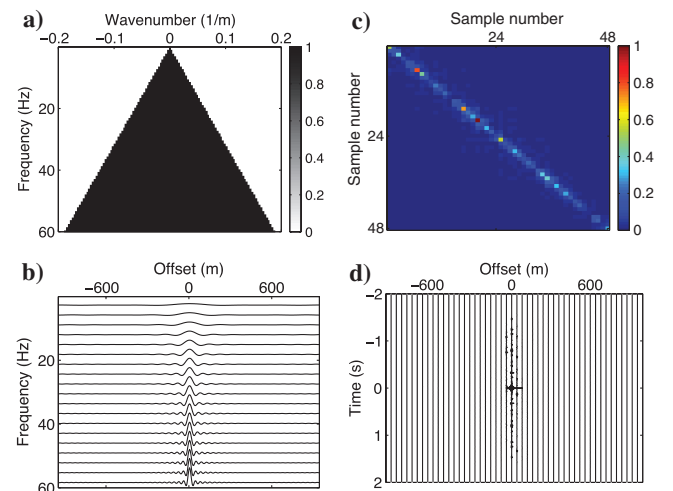 a)
Wavenumber (1/m)
−0.2 −0.1 0 0.1 0.2
Frequency (Hz)
20
40
60
1
0.8
0.6
0.4
0.2
0
c)
Sample number
24 48
Sample number
24
48
1
0.8
0.6
0.4
0.2
0
b)
Offset (m)
−600 0 600
Frequency (Hz)
20
40
60
d)
Offset (m)
−600 0 600
Time (s)
−2
−1
0
1
2